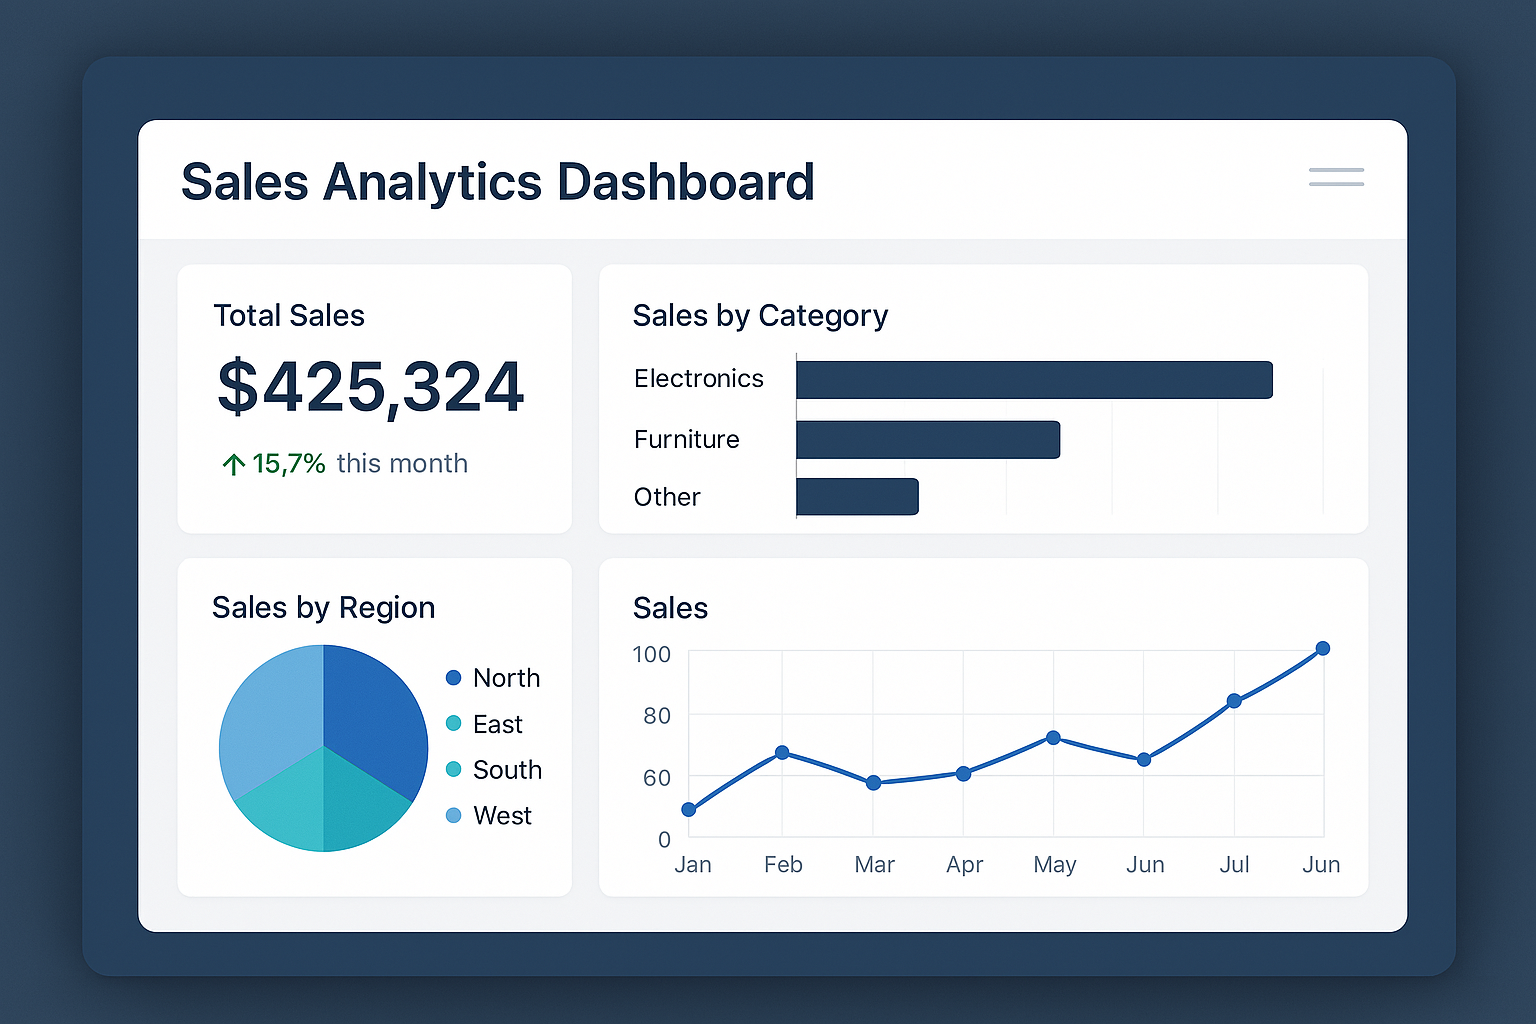 Sales Analytics Dashboard
Total Sales
$425,324
↑ 15,7% this month
Sales by Category
Electronics
Furniture
Other
Sales by Region
North
East
South
West
Sales
100
80
60
0
Jan Feb Mar Apr May Jun Jul Jun